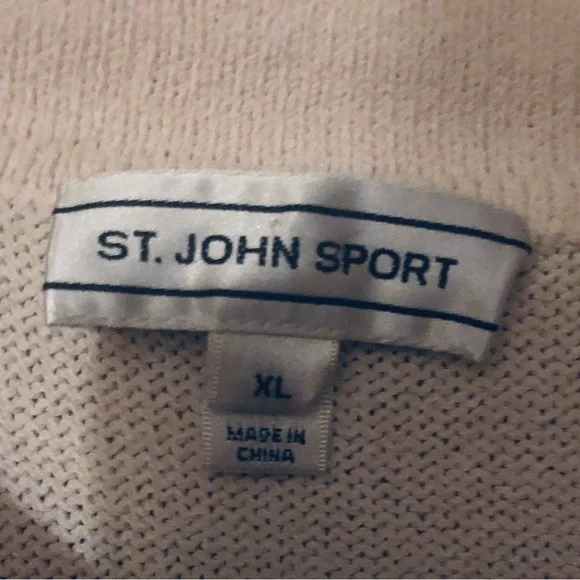 ST. JOHN SPORT
XL
MADE IN
CHINA